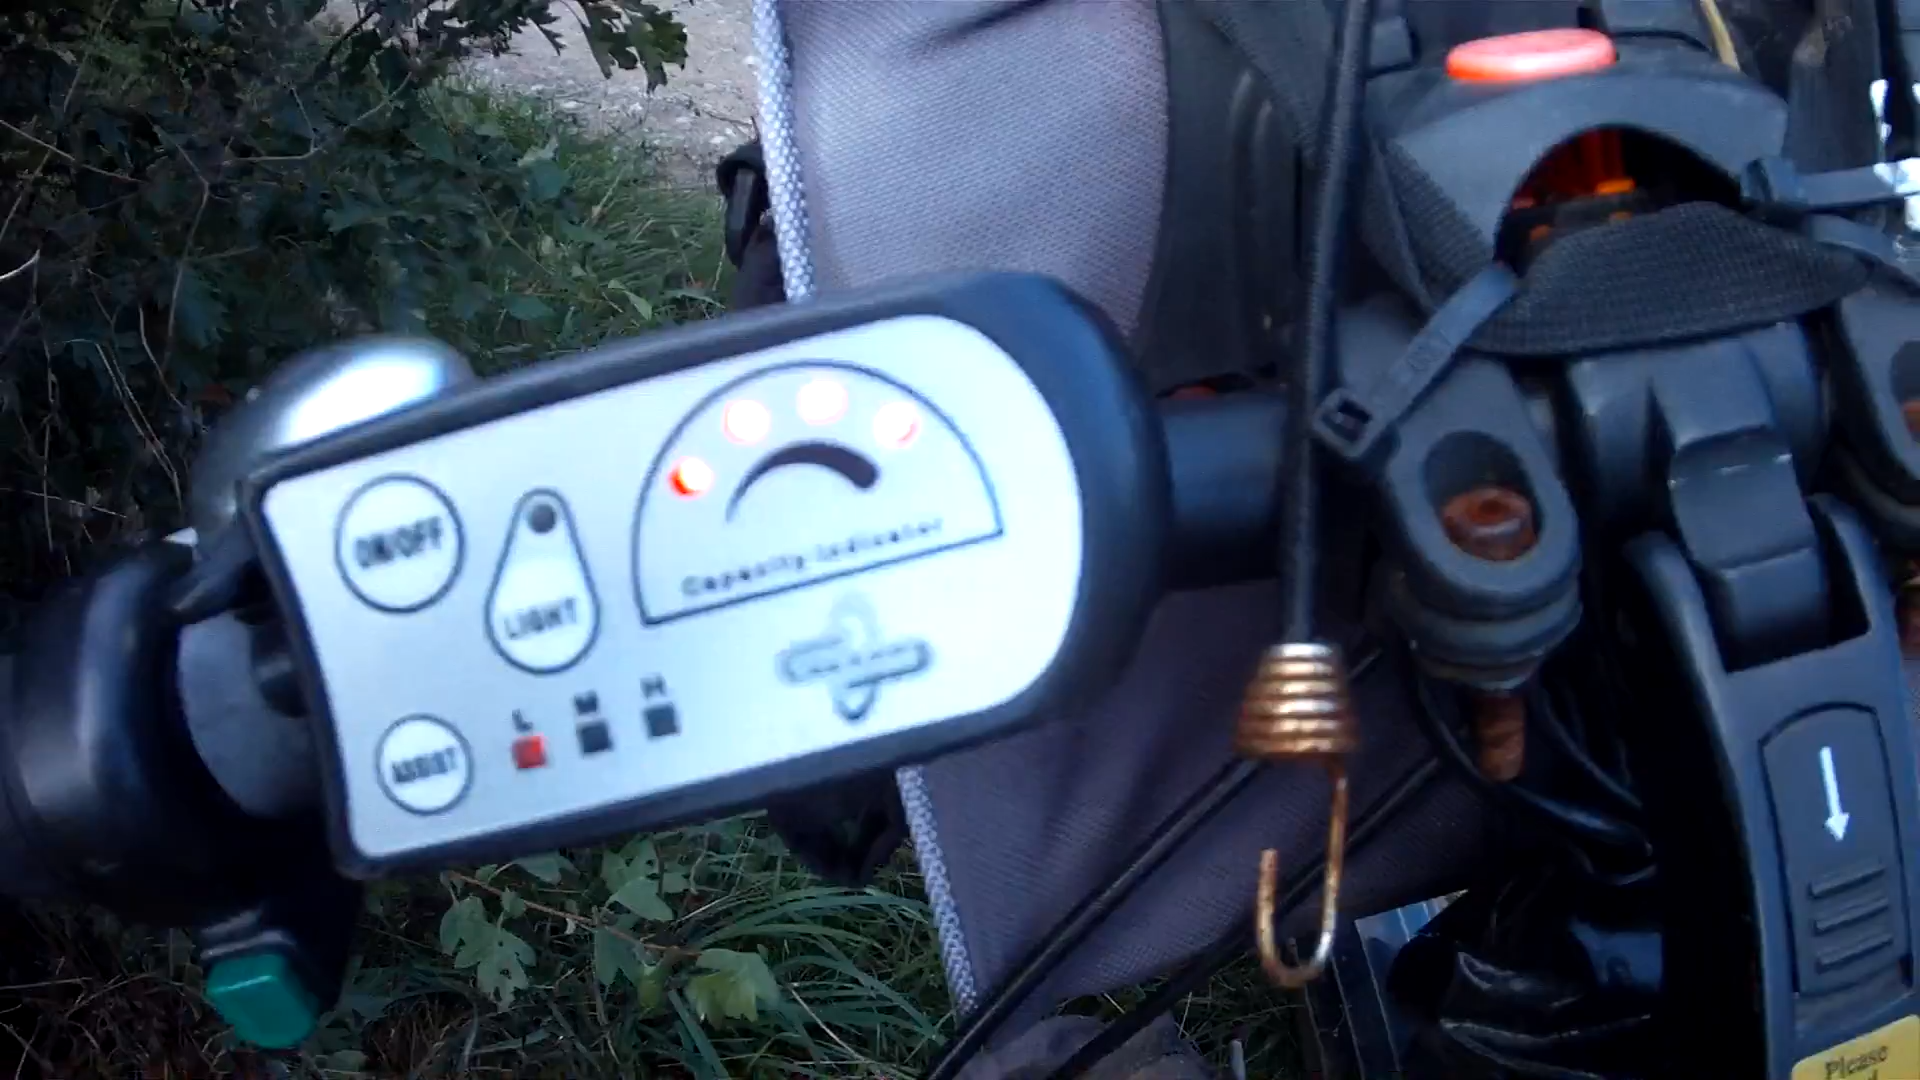 ON/OFF
LIGHT
Capacity Indicator
ASSIST
L M H
Please